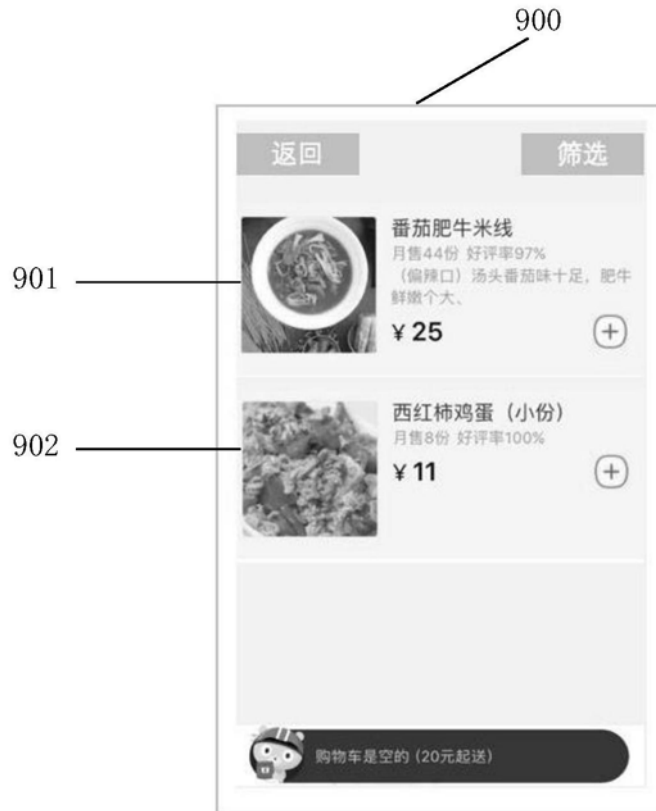 900
返回 筛选
901
番茄肥牛米线
月售44份 好评率97%
（偏辣口）汤头番茄味十足，肥牛
鲜嫩个大、
¥ 25
902
西红柿鸡蛋（小份）
月售8份 好评率100%
¥ 11
购物车是空的 (20元起送)